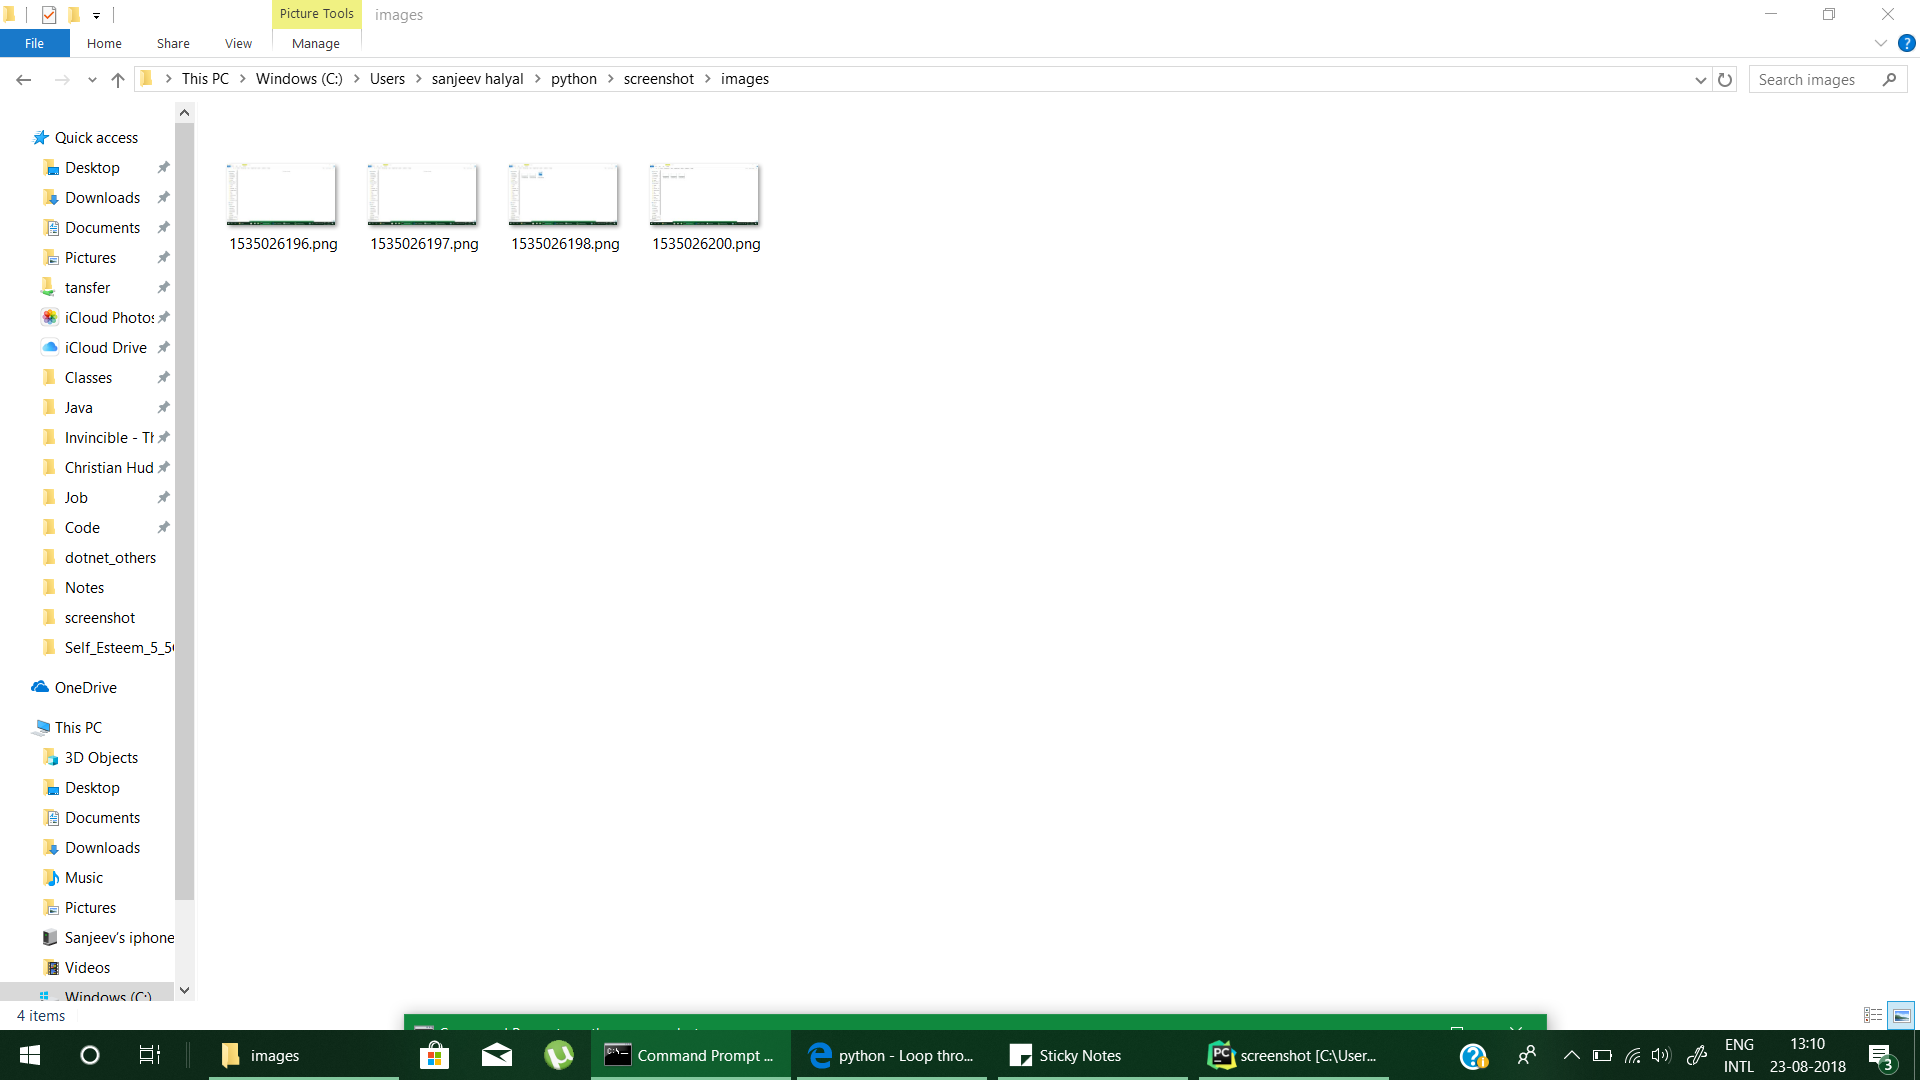 Picture Tools
images
File
Home
Share
View
Manage
This PC
Windows (C:)
Users
sanjeev halyal
python
screenshot
images
Search images
Quick access
Desktop
Downloads
Documents
Pictures
tansfer
iCloud Photos
iCloud Drive
Classes
Java
Invincible - Th
Christian Hud
Job
Code
dotnet_others
Notes
screenshot
Self_Esteem_5_5
OneDrive
This PC
3D Objects
Desktop
Documents
Downloads
Music
Pictures
Sanjeev's iphone
Videos
Windows (C:)
1535026196.png
1535026197.png
1535026198.png
1535026200.png
4 items
images
Command Prompt ...
python - Loop thro...
Sticky Notes
screenshot [C:\User...
ENG
INTL
13:10
23-08-2018
3